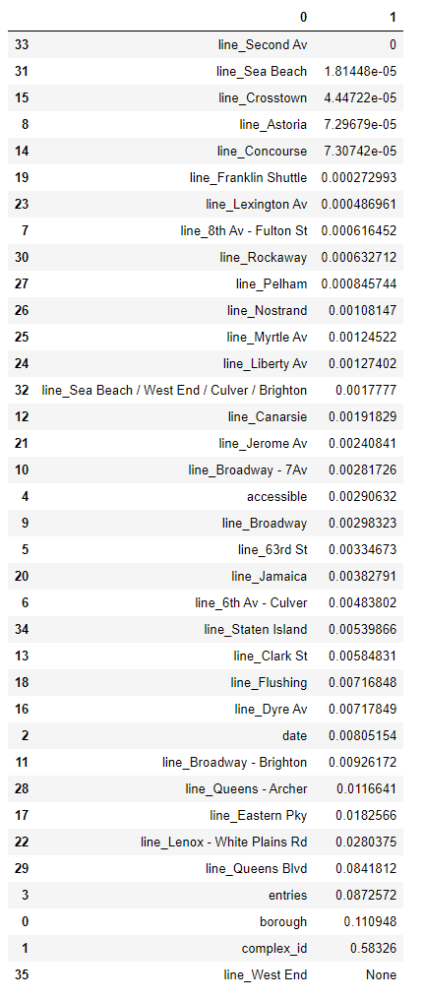 0 1
33 line_Second Av 0
31 line_Sea Beach 1.81448e-05
15 line_Crosstown 4.44722e-05
8 line_Astoria 7.29679e-05
14 line_Concourse 7.30742e-05
19 line_Franklin Shuttle 0.000272993
23 line_Lexington Av 0.000486961
7 line_8th Av - Fulton St 0.000616452
30 line_Rockaway 0.000632712
27 line_Pelham 0.000845744
26 line_Nostrand 0.00108147
25 line_Myrtle Av 0.00124522
24 line_Liberty Av 0.00127402
32 line_Sea Beach / West End / Culver / Brighton 0.0017777
12 line_Canarsie 0.00191829
21 line_Jerome Av 0.00240841
10 line_Broadway - 7Av 0.00281726
4 accessible 0.00290632
9 line_Broadway 0.00298323
5 line_63rd St 0.00334673
20 line_Jamaica 0.00382791
6 line_6th Av - Culver 0.00483802
34 line_Staten Island 0.00539866
13 line_Clark St 0.00584831
18 line_Flushing 0.00716848
16 line_Dyre Av 0.00717849
2 date 0.00805154
11 line_Broadway - Brighton 0.00926172
28 line_Queens - Archer 0.0116641
17 line_Eastern Pky 0.0182566
22 line_Lenox - White Plains Rd 0.0280375
29 line_Queens Blvd 0.0841812
3 entries 0.0872572
0 borough 0.110948
1 complex_id 0.58326
35 line_West End None